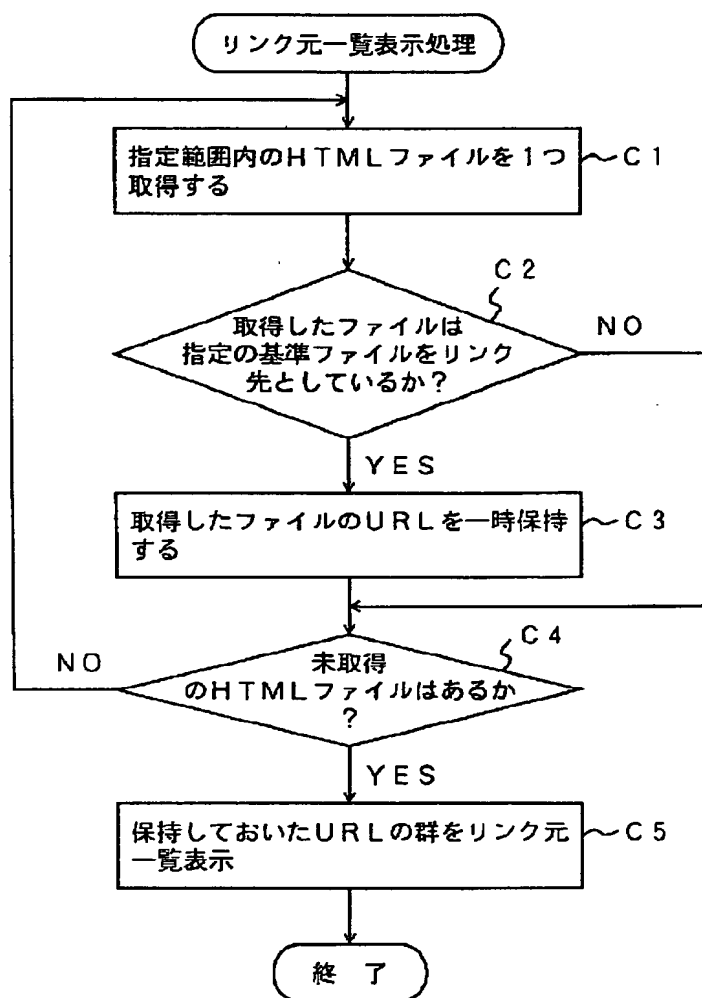 リンク元一覧表示処理
指定範囲内のHTMLファイルを1つ
取得する
C1
C2
取得したファイルは
指定の基準ファイルをリンク
先としているか?
NO
YES
取得したファイルのURLを一時保持
する
C3
C4
未取得
のHTMLファイルはあるか
?
NO
YES
保持しておいたURLの群をリンク元
一覧表示
C5
終 了